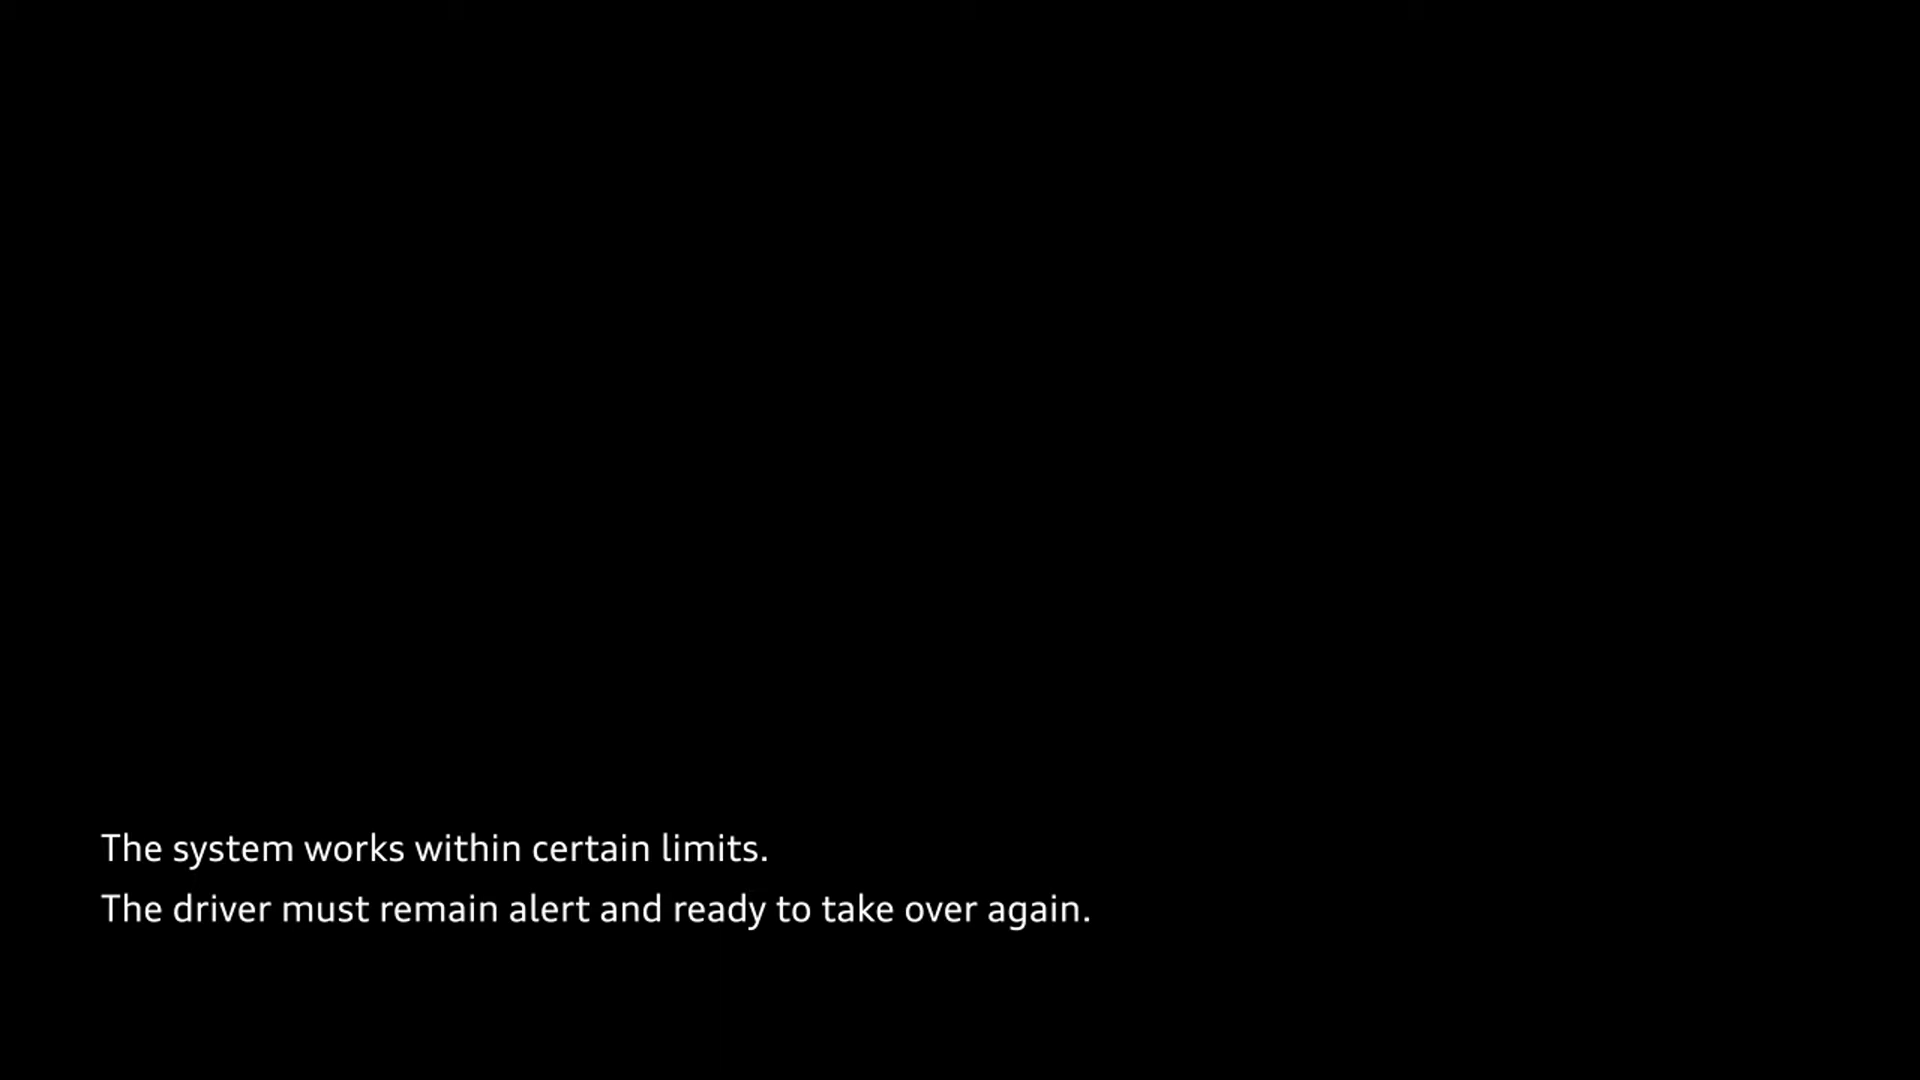 The system works within certain limits.
The driver must remain alert and ready to take over again.